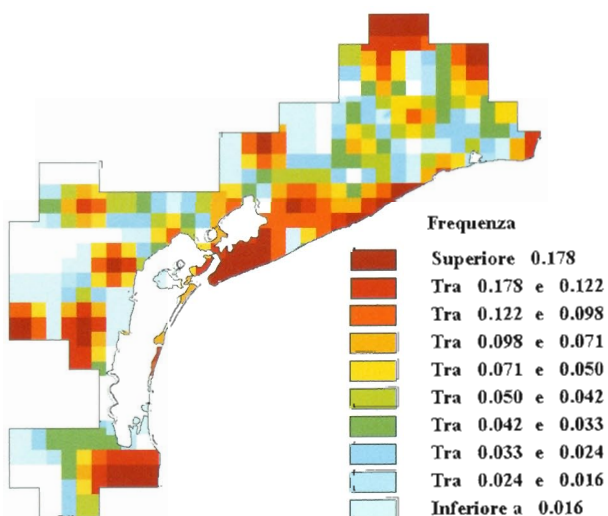 Frequenza
Superiore 0.178
Tra 0.178 e 0.122
Tra 0.122 e 0.098
Tra 0.098 e 0.071
Tra 0.071 e 0.050
Tra 0.050 e 0.042
Tra 0.042 e 0.033
Tra 0.033 e 0.024
Tra 0.024 e 0.016
Inferiore a 0.016